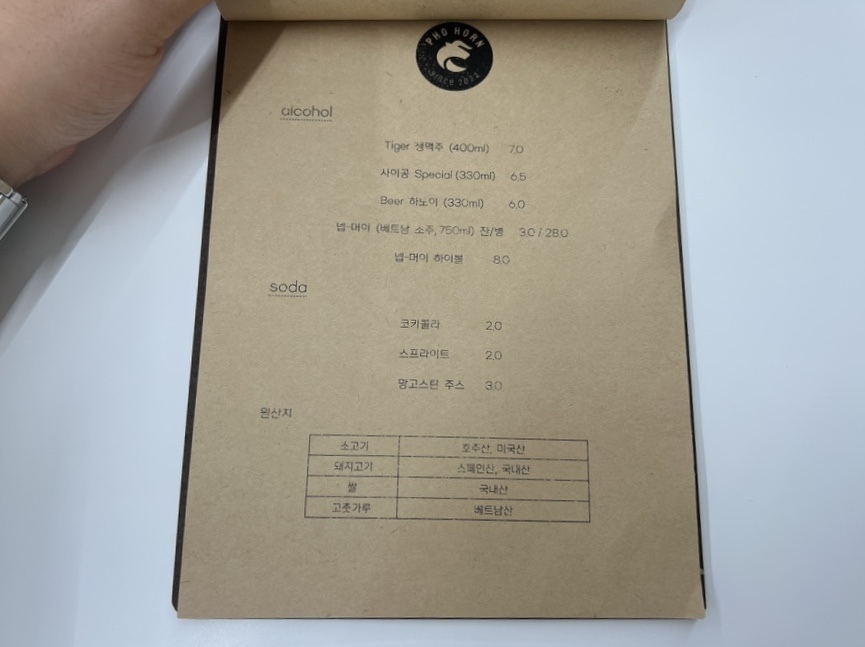 PHO HORN
SINCE 2022
alcohol
Tiger 생맥주 (400ml) 7.0
사이공 Special (330ml) 6.5
Beer 하노이 (330ml) 6.0
넵-머이 (베트남 소주, 750ml) 잔/병 3.0 / 28.0
넵-머이 하이볼 8.0
soda
코카콜라 2.0
스프라이트 2.0
망고스틴 주스 3.0
원산지
소고기 호주산, 미국산
돼지고기 스페인산, 국내산
쌀 국내산
고춧가루 베트남산